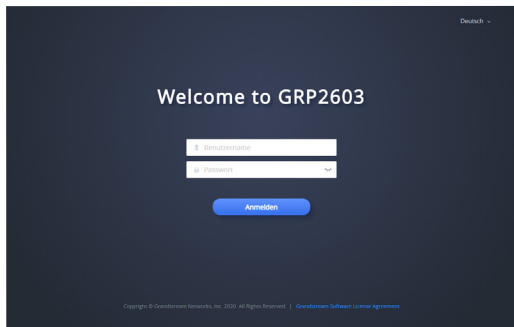 Deutsch
Welcome to GRP2603
Benutzername
Passwort
Anmelden
Copyright © Grandstream Networks, Inc. 2020. All Rights Reserved. | Grandstream Software License Agreement